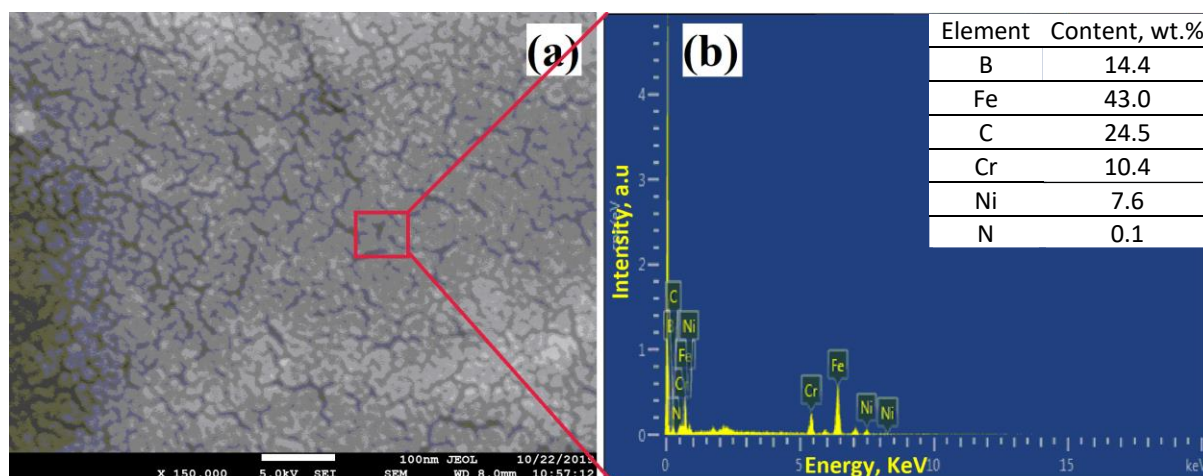 (a)
100nm JEOL 10/22/2019
X 150,000 5.0kV SEI SEM WD 8.0mm 10:57:12
(b)
Element Content, wt.%
B 14.4
Fe 43.0
C 24.5
Cr 10.4
Ni 7.6
N 0.1
Intensity, a.u
4
3
2
1
0
C
B Ni
Fe
Cr
N
Cr
Fe
Ni
Ni
0 5 10 15 keV
Energy, KeV